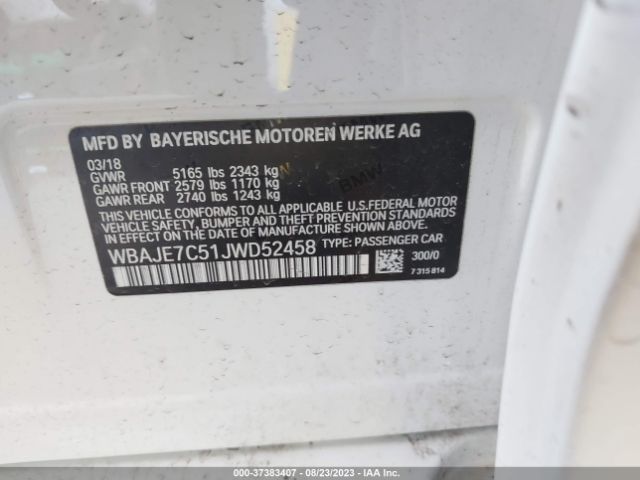 MFD BY BAYERISCHE MOTOREN WERKE AG
03/18
GVWR 5165 lbs 2343 kg
GAWR FRONT 2579 lbs 1170 kg
GAWR REAR 2740 lbs 1243 kg
THIS VEHICLE CONFORMS TO ALL APPLICABLE U.S.FEDERAL MOTOR
VEHICLE SAFETY, BUMPER, AND THEFT PREVENTION STANDARDS
IN EFFECT ON THE DATE OF MANUFACTURE SHOWN ABOVE.
WBAJE7C51JWD52458 TYPE: PASSENGER CAR
300/0
7 315 814
BMW
000-37383407 - 08/23/2023 - IAA Inc.